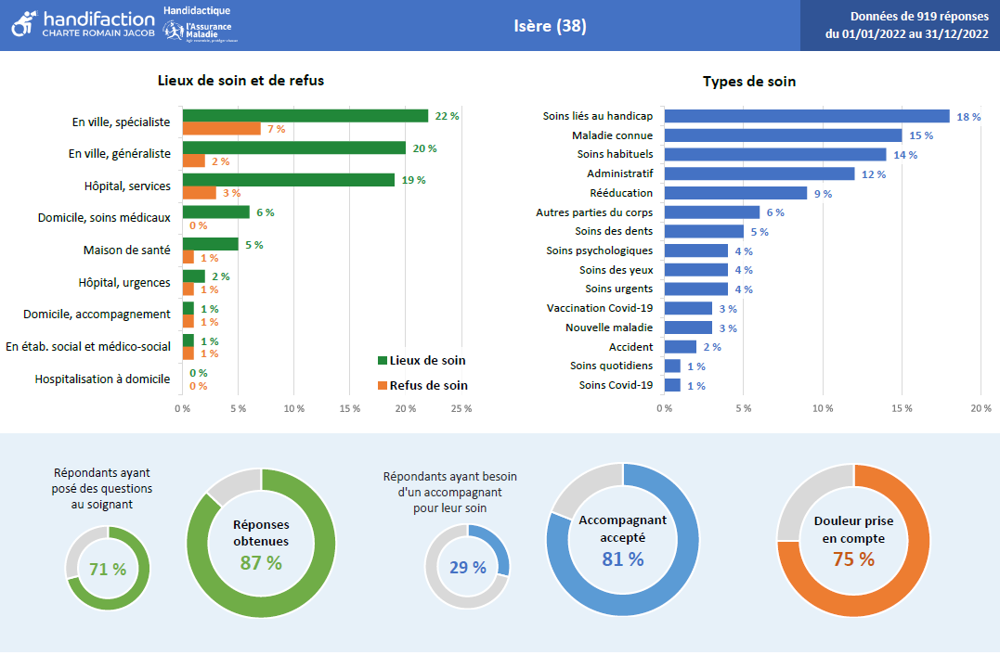 handifaction
CHARTE ROMAIN JACOB
Handidactique
l'Assurance
Maladie
Isère (38)
Données de 919 réponses
du 01/01/2022 au 31/12/2022
Lieux de soin et de refus
En ville, spécialiste
22 %
7 %
En ville, généraliste
20 %
2 %
Hôpital, services
19 %
3 %
Domicile, soins médicaux
6 %
0 %
Maison de santé
5 %
1 %
Hôpital, urgences
2 %
1 %
Domicile, accompagnement
1 %
1 %
En étab. social et médico-social
1 %
1 %
Hospitalisation à domicile
0 %
0 %
Lieux de soin
Refus de soin
0 % 5 % 10 % 15 % 20 % 25 %
Types de soin
Soins liés au handicap 18 %
Maladie connue 15 %
Soins habituels 14 %
Administratif 12 %
Rééducation 9 %
Autres parties du corps 6 %
Soins des dents 5 %
Soins psychologiques 4 %
Soins des yeux 4 %
Soins urgents 4 %
Vaccination Covid-19 3 %
Nouvelle maladie 3 %
Accident 2 %
Soins quotidiens 1 %
Soins Covid-19 1 %
0 % 5 % 10 % 15 % 20 %
Répondants ayant
posé des questions
au soignant
71 %
Réponses
obtenues
87 %
Répondants ayant besoin
d'un accompagnant
pour leur soin
29 %
Accompagnant
accepté
81 %
Douleur prise
en compte
75 %